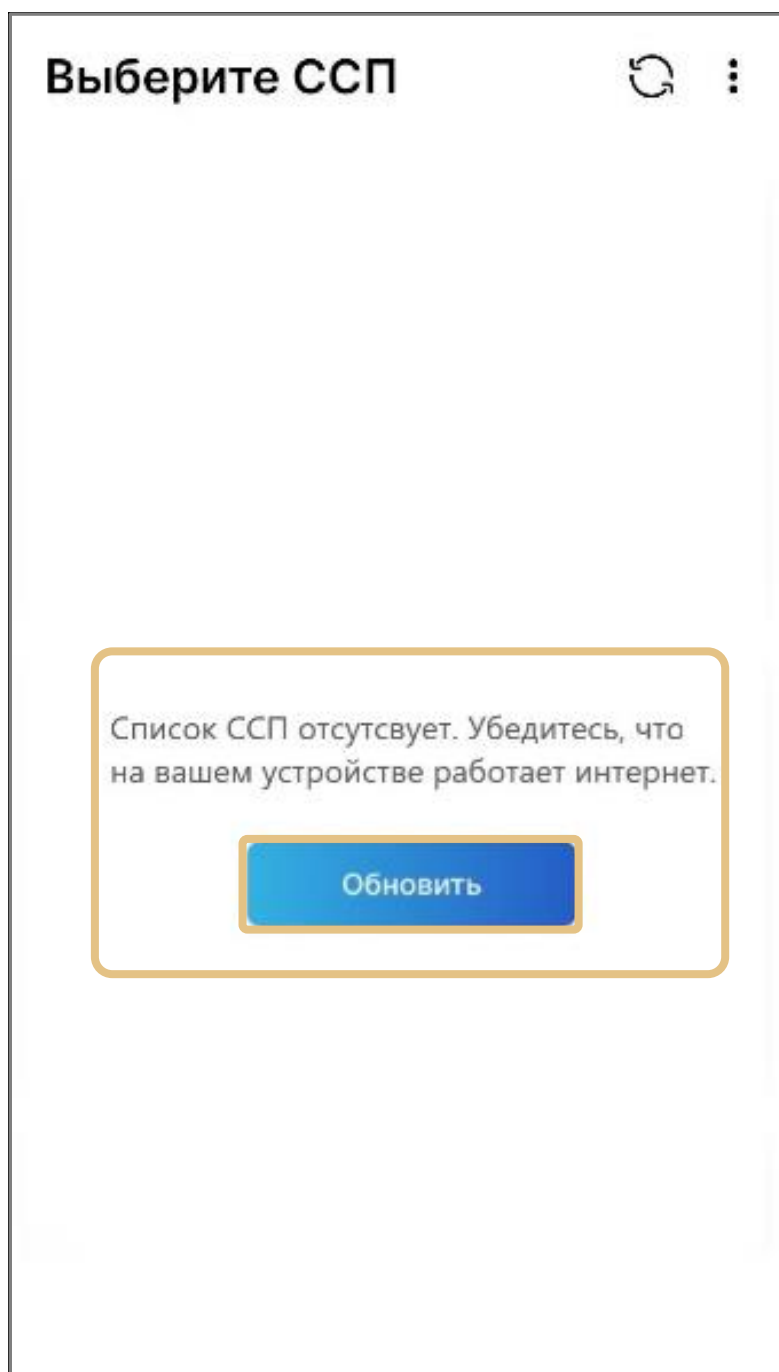 Выберите ССП
Список ССП отсутсвует. Убедитесь, что
на вашем устройстве работает интернет.
Обновить